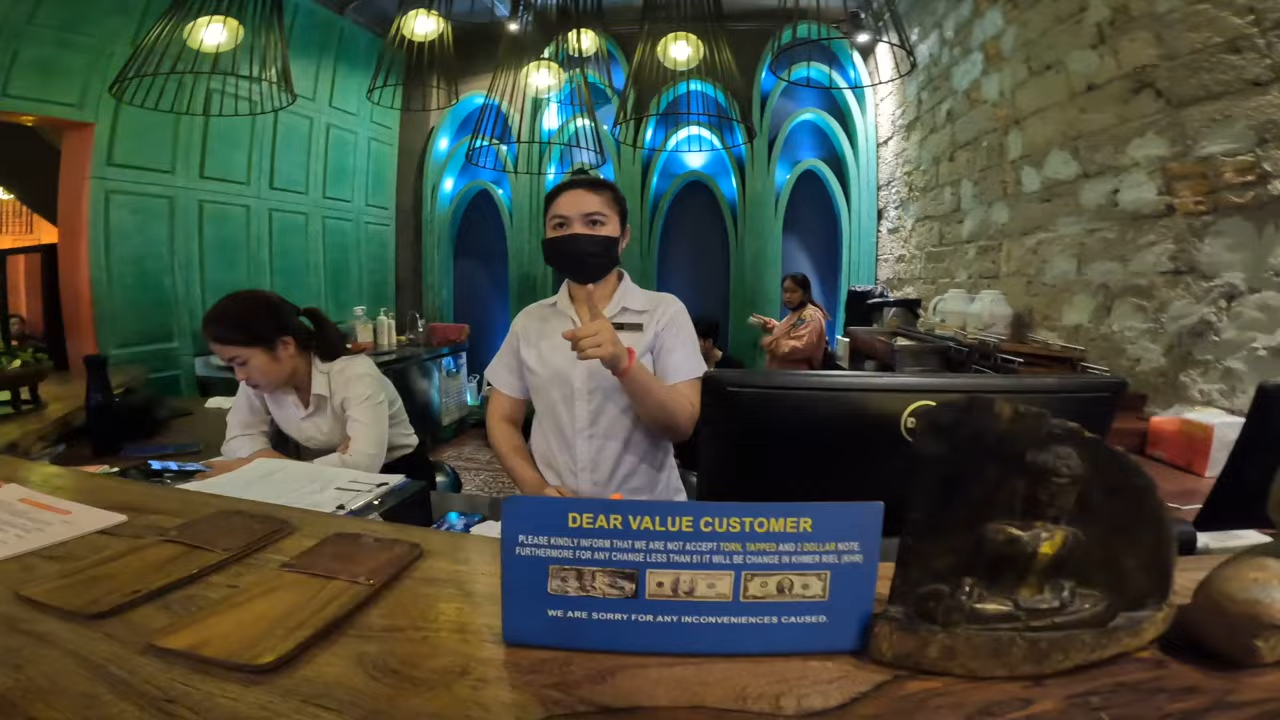 DEAR VALUE CUSTOMER
PLEASE KINDLY INFORM THAT WE ARE NOT ACCEPT TORN, TAPPED AND 2 DOLLAR NOTE.
FURTHERMORE FOR ANY CHANGE LESS THAN $1 IT WILL BE CHANGE IN KHMER RIEL (KHR)
WE ARE SORRY FOR ANY INCONVENIENCES CAUSED.